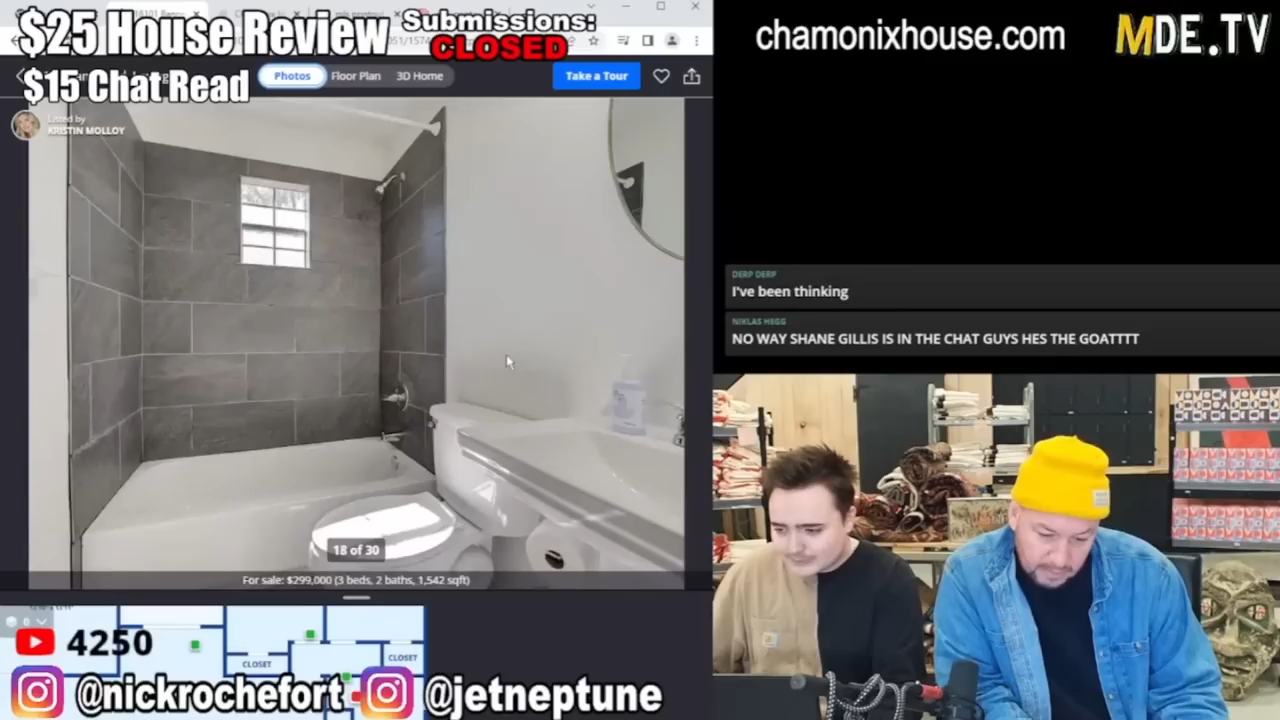 $25 House Review
Submissions:
CLOSED
$15 Chat Read
Photos
Floor Plan
3D Home
Take a Tour
Listed by
KRISTIN MOLLOY
18 of 30
For sale: $299,000 (3 beds, 2 baths, 1,542 sqft)
0
CLOSET
CLOSET
4250
@nickrochefort
@jetneptune
chamonixhouse.com
MDE.TV
DERP DERP
I've been thinking
NIKLAS HEGG
NO WAY SHANE GILLIS IS IN THE CHAT GUYS HES THE GOATTTT